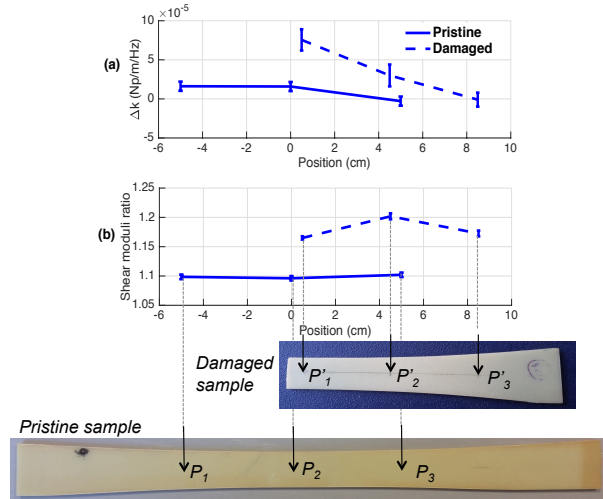 ×10⁻⁵
10
5
0
-5
(a)
Δk (Np/m/Hz)
Pristine
Damaged
-6 -4 -2 0 2 4 6 8 10
Position (cm)
1.25
1.2
1.15
1.1
1.05
(b)
Shear moduli ratio
-6 -4 -2 0 2 4 6 8 10
Position (cm)
Damaged
sample
P'1 P'2 P'3
Pristine sample
P1 P2 P3